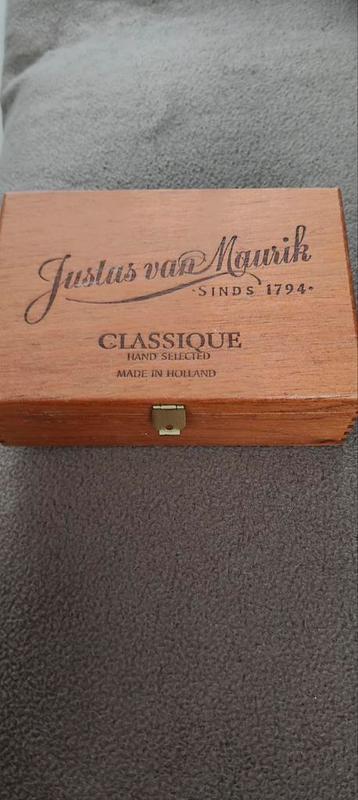 Justus van Maurik
·SINDS 1794·
CLASSIQUE
HAND SELECTED
MADE IN HOLLAND